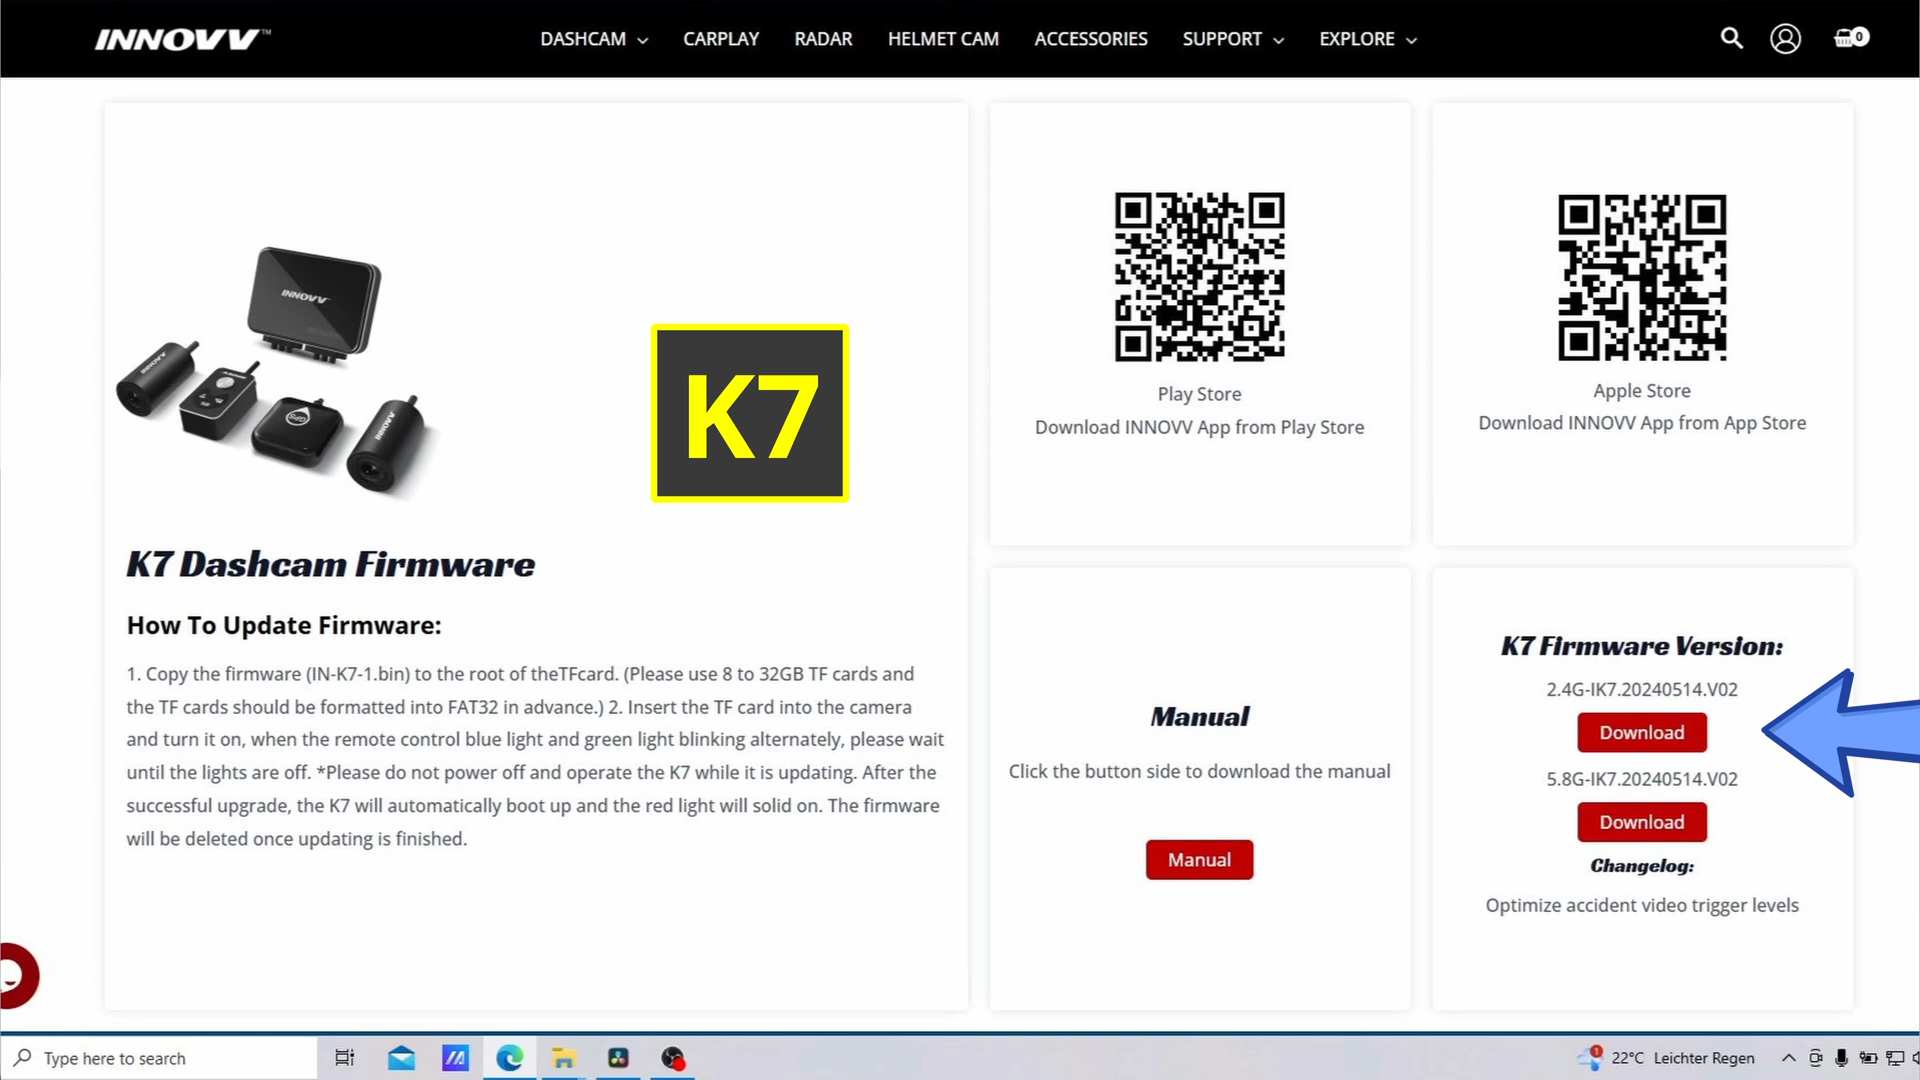 INNOVV™
DASHCAM
CARPLAY
RADAR
HELMET CAM
ACCESSORIES
SUPPORT
EXPLORE
0
INNOVV
INNOVV
GPS
INNOVV
K7
Play Store
Download INNOVV App from Play Store
Apple Store
Download INNOVV App from App Store
K7 Dashcam Firmware
How To Update Firmware:
1. Copy the firmware (IN-K7-1.bin) to the root of theTFcard. (Please use 8 to 32GB TF cards and
the TF cards should be formatted into FAT32 in advance.) 2. Insert the TF card into the camera
and turn it on, when the remote control blue light and green light blinking alternately, please wait
until the lights are off. *Please do not power off and operate the K7 while it is updating. After the
successful upgrade, the K7 will automatically boot up and the red light will solid on. The firmware
will be deleted once updating is finished.
Manual
Click the button side to download the manual
Manual
K7 Firmware Version:
2.4G-IK7.20240514.V02
Download
5.8G-IK7.20240514.V02
Download
Changelog:
Optimize accident video trigger levels
Type here to search
1
22°C Leichter Regen